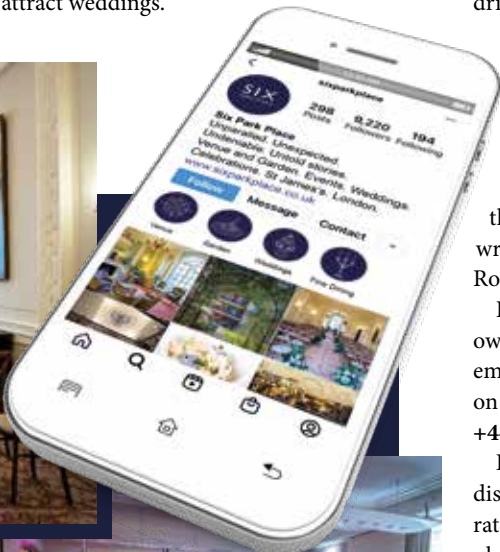 attract weddings.
sixparkplace
SIX
298 9,220 194
Posts Followers Following
Six Park Place
Unparalled. Unexpected.
Undeniable. Untold stories.
Venue and Garden. Events. Weddings.
Celebrations. St James's. London.
www.sixparkplace.co.uk
Follow Message Contact
Venue Garden Weddings Fine Dining
dri
th
wr
Ro
ow
em
on
+4
dis
rat